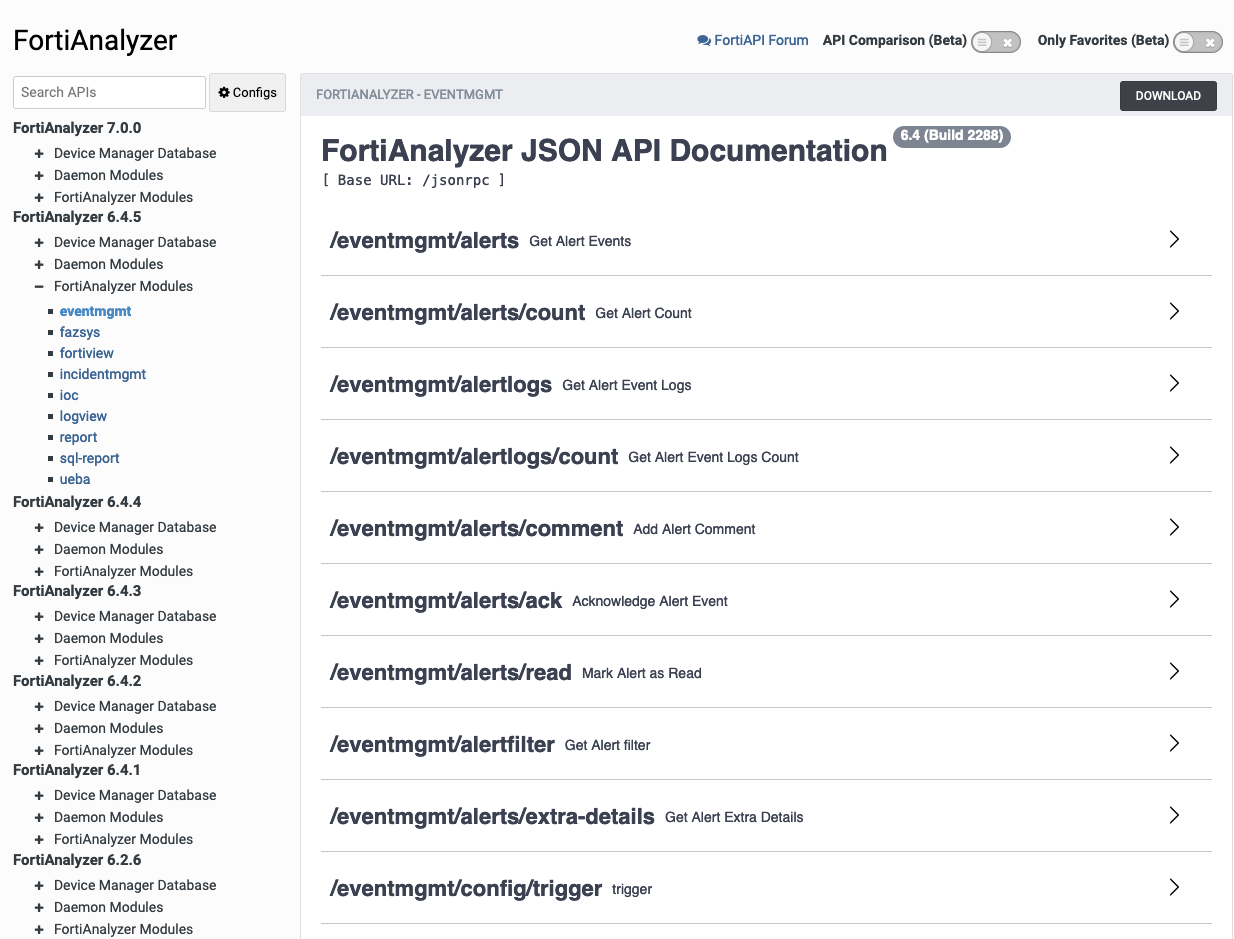 FortiAnalyzer
FortiAPI Forum API Comparison (Beta) Only Favorites (Beta)
Search APIs
Configs
FortiAnalyzer 7.0.0
Device Manager Database
Daemon Modules
FortiAnalyzer Modules
FortiAnalyzer 6.4.5
Device Manager Database
Daemon Modules
FortiAnalyzer Modules
eventmgmt
fazsys
fortiview
incidentmgmt
ioc
logview
report
sql-report
ueba
FortiAnalyzer 6.4.4
Device Manager Database
Daemon Modules
FortiAnalyzer Modules
FortiAnalyzer 6.4.3
Device Manager Database
Daemon Modules
FortiAnalyzer Modules
FortiAnalyzer 6.4.2
Device Manager Database
Daemon Modules
FortiAnalyzer Modules
FortiAnalyzer 6.4.1
Device Manager Database
Daemon Modules
FortiAnalyzer Modules
FortiAnalyzer 6.2.6
Device Manager Database
Daemon Modules
FortiAnalyzer Modules
FORTIANALYZER - EVENTMGMT
DOWNLOAD
FortiAnalyzer JSON API Documentation 6.4 (Build 2288)
[ Base URL: /jsonrpc ]
/eventmgmt/alerts Get Alert Events
/eventmgmt/alerts/count Get Alert Count
/eventmgmt/alertlogs Get Alert Event Logs
/eventmgmt/alertlogs/count Get Alert Event Logs Count
/eventmgmt/alerts/comment Add Alert Comment
/eventmgmt/alerts/ack Acknowledge Alert Event
/eventmgmt/alerts/read Mark Alert as Read
/eventmgmt/alertfilter Get Alert filter
/eventmgmt/alerts/extra-details Get Alert Extra Details
/eventmgmt/config/trigger trigger